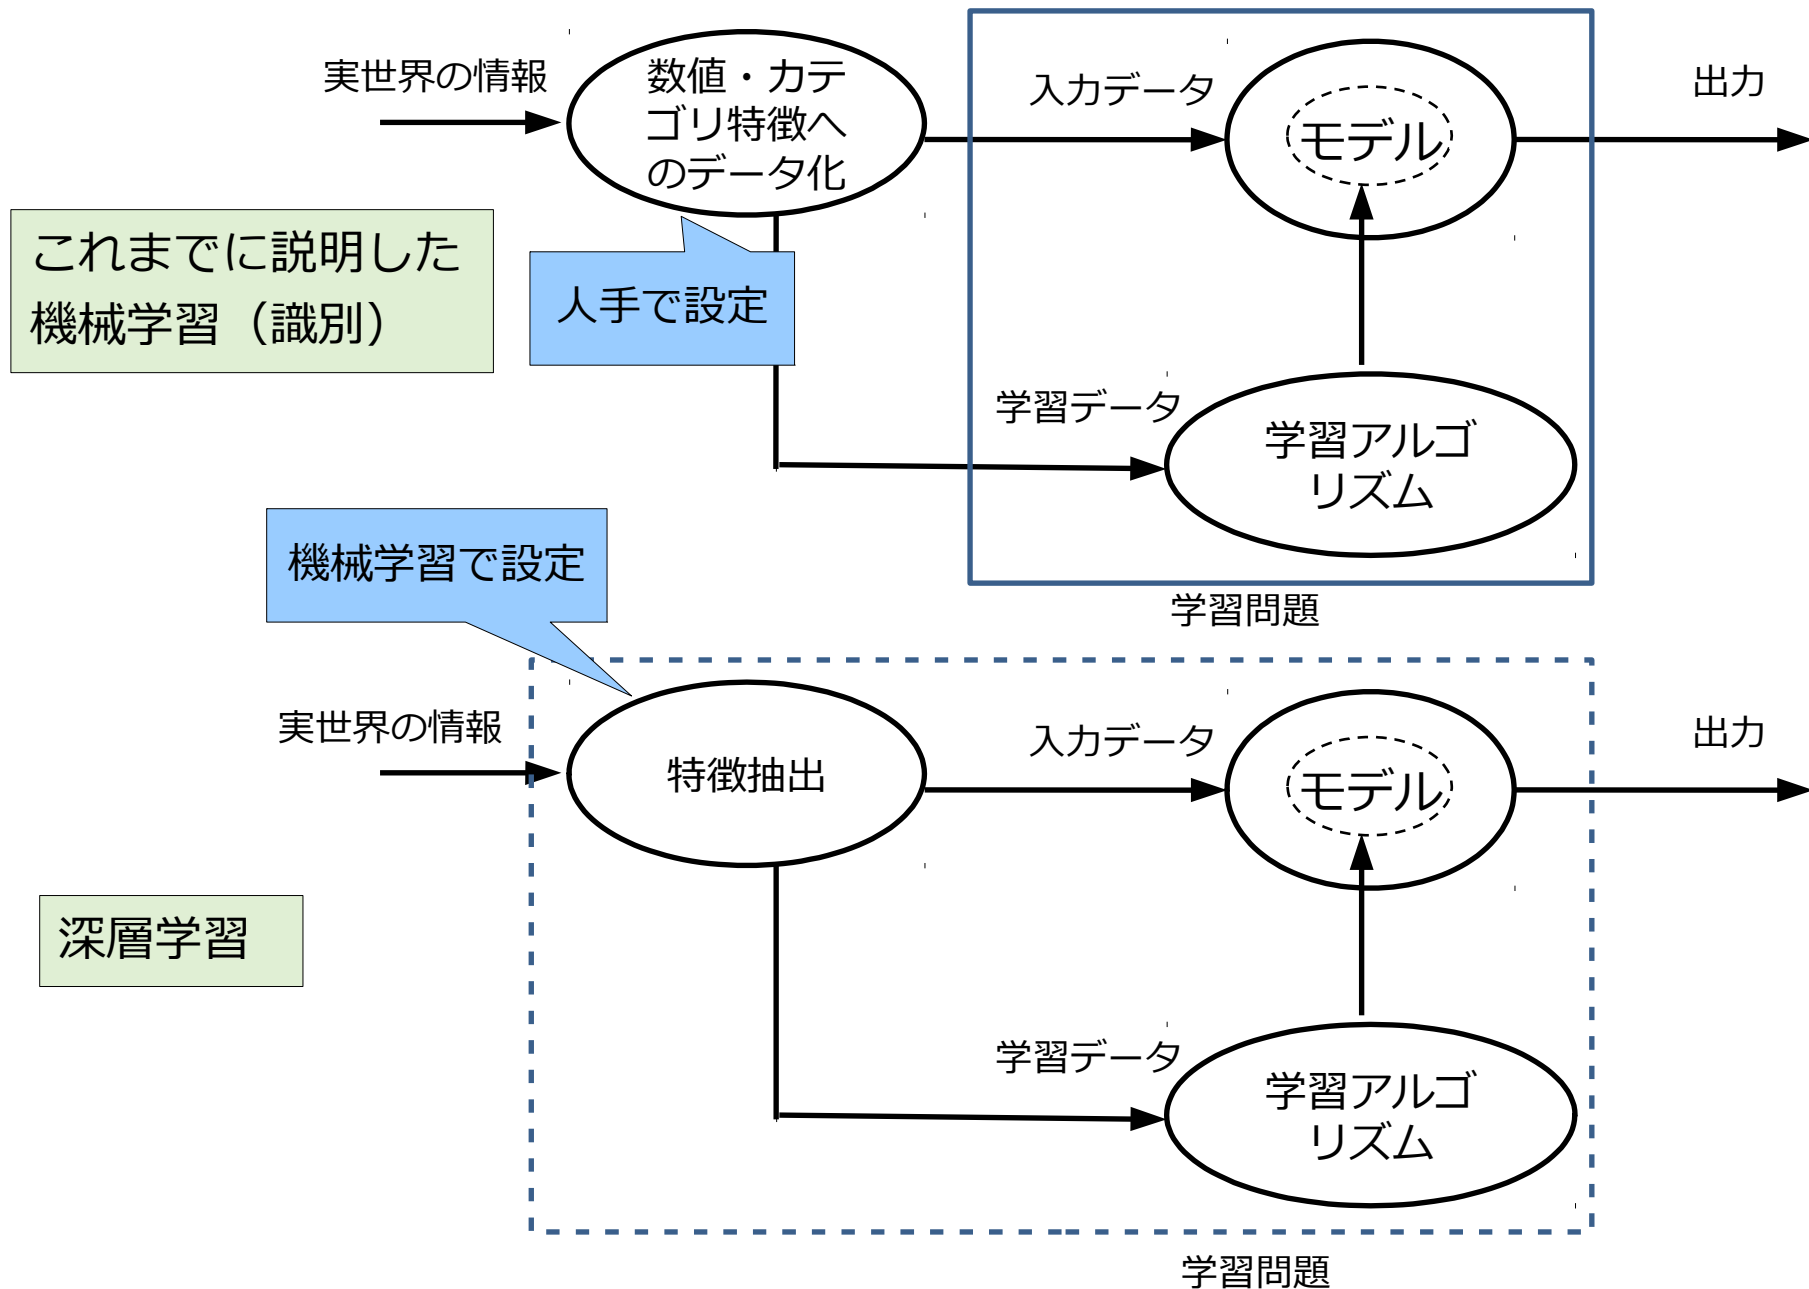 実世界の情報
数値・カテ
ゴリ特徴へ
のデータ化
入力データ
モデル
出力
これまでに説明した
機械学習（識別）
人手で設定
学習データ
学習アルゴ
リズム
学習問題
機械学習で設定
実世界の情報
特徴抽出
入力データ
モデル
出力
深層学習
学習データ
学習アルゴ
リズム
学習問題